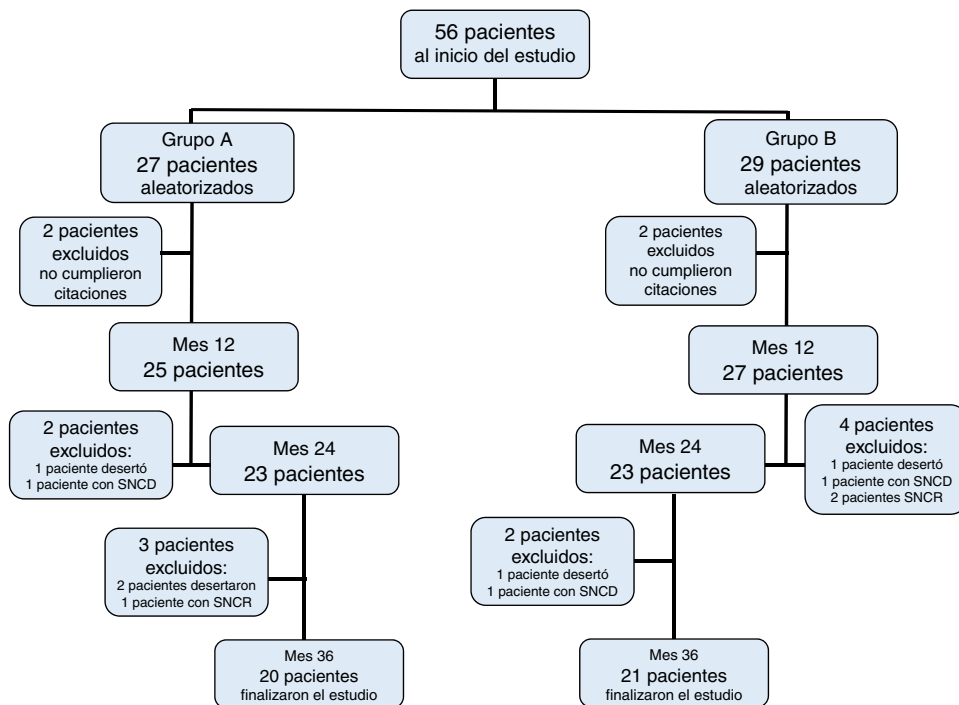 56 pacientes
al inicio del estudio
Grupo A
27 pacientes
aleatorizados
Grupo B
29 pacientes
aleatorizados
2 pacientes
excluidos
no cumplieron
citaciones
2 pacientes
excluidos
no cumplieron
citaciones
Mes 12
25 pacientes
Mes 12
27 pacientes
2 pacientes
excluidos:
1 paciente desertó
1 paciente con SNCD
Mes 24
23 pacientes
Mes 24
23 pacientes
4 pacientes
excluidos:
1 paciente desertó
1 paciente con SNCD
2 pacientes SNCR
3 pacientes
excluidos:
2 pacientes desertaron
1 paciente con SNCR
2 pacientes
excluidos:
1 paciente desertó
1 paciente con SNCD
Mes 36
20 pacientes
finalizaron el estudio
Mes 36
21 pacientes
finalizaron el estudio